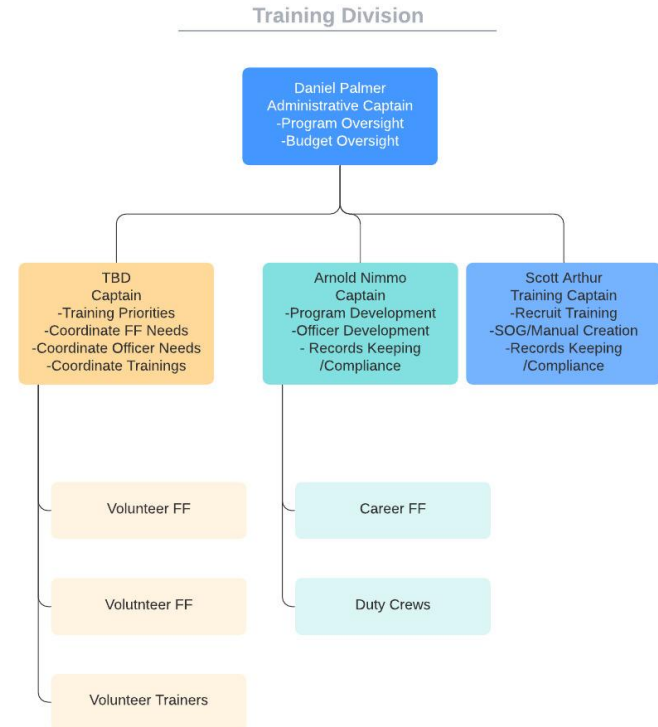 Training Division
Daniel Palmer
Administrative Captain
-Program Oversight
-Budget Oversight
TBD
Captain
-Training Priorities
-Coordinate FF Needs
-Coordinate Officer Needs
-Coordinate Trainings
Arnold Nimmo
Captain
-Program Development
-Officer Development
- Records Keeping
/Compliance
Scott Arthur
Training Captain
-Recruit Training
-SOG/Manual Creation
-Records Keeping
/Compliance
Volunteer FF
Career FF
Volutnteer FF
Duty Crews
Volunteer Trainers